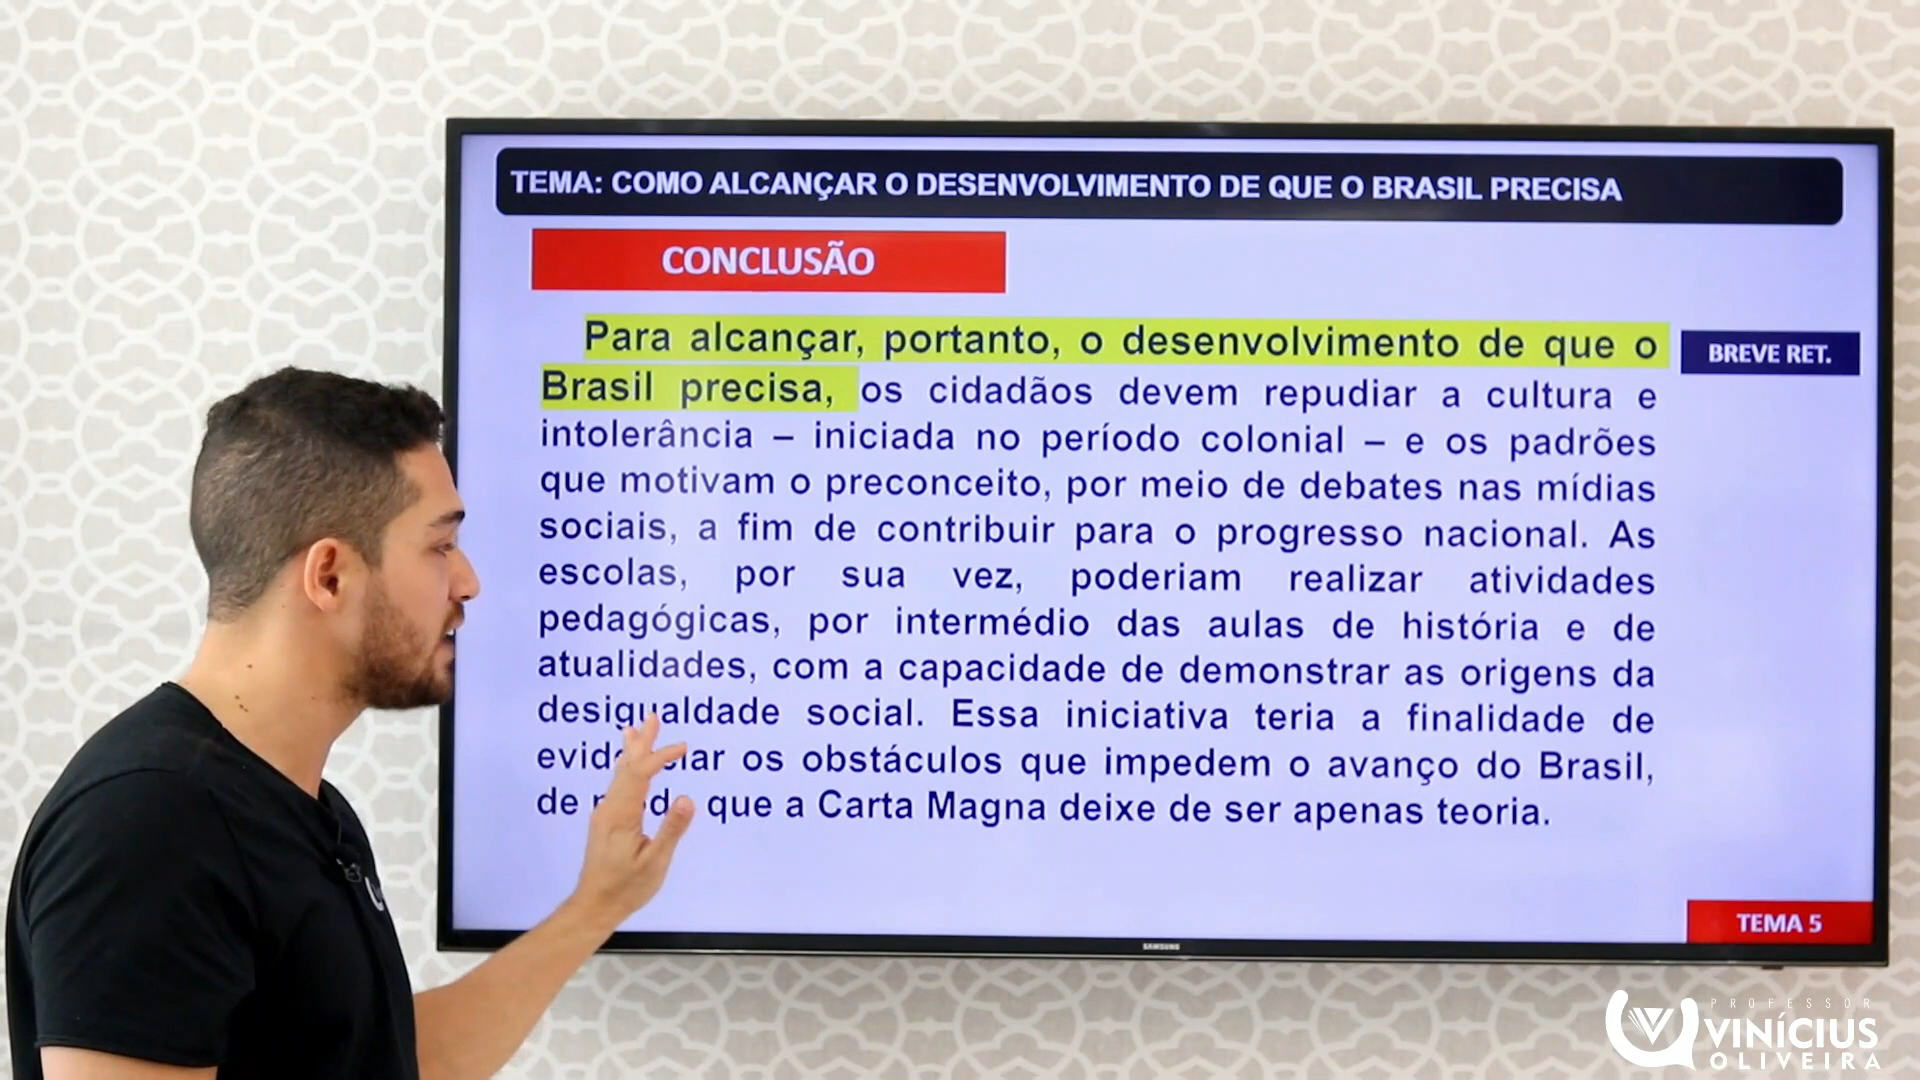 TEMA: COMO ALCANÇAR O DESENVOLVIMENTO DE QUE O BRASIL PRECISA
CONCLUSÃO
Para alcançar, portanto, o desenvolvimento de que o
Brasil precisa, os cidadãos devem repudiar a cultura e
intolerância – iniciada no período colonial – e os padrões
que motivam o preconceito, por meio de debates nas mídias
sociais, a fim de contribuir para o progresso nacional. As
escolas, por sua vez, poderiam realizar atividades
pedagógicas, por intermédio das aulas de história e de
atualidades, com a capacidade de demonstrar as origens da
desigualdade social. Essa iniciativa teria a finalidade de
os obstáculos que impedem o avanço do Brasil,
de que a Carta Magna deixe de ser apenas teoria.
BREVE RET.
TEMA 5
SAMSUNG
PROFESSOR
VINÍCIUS
OLIVEIRA